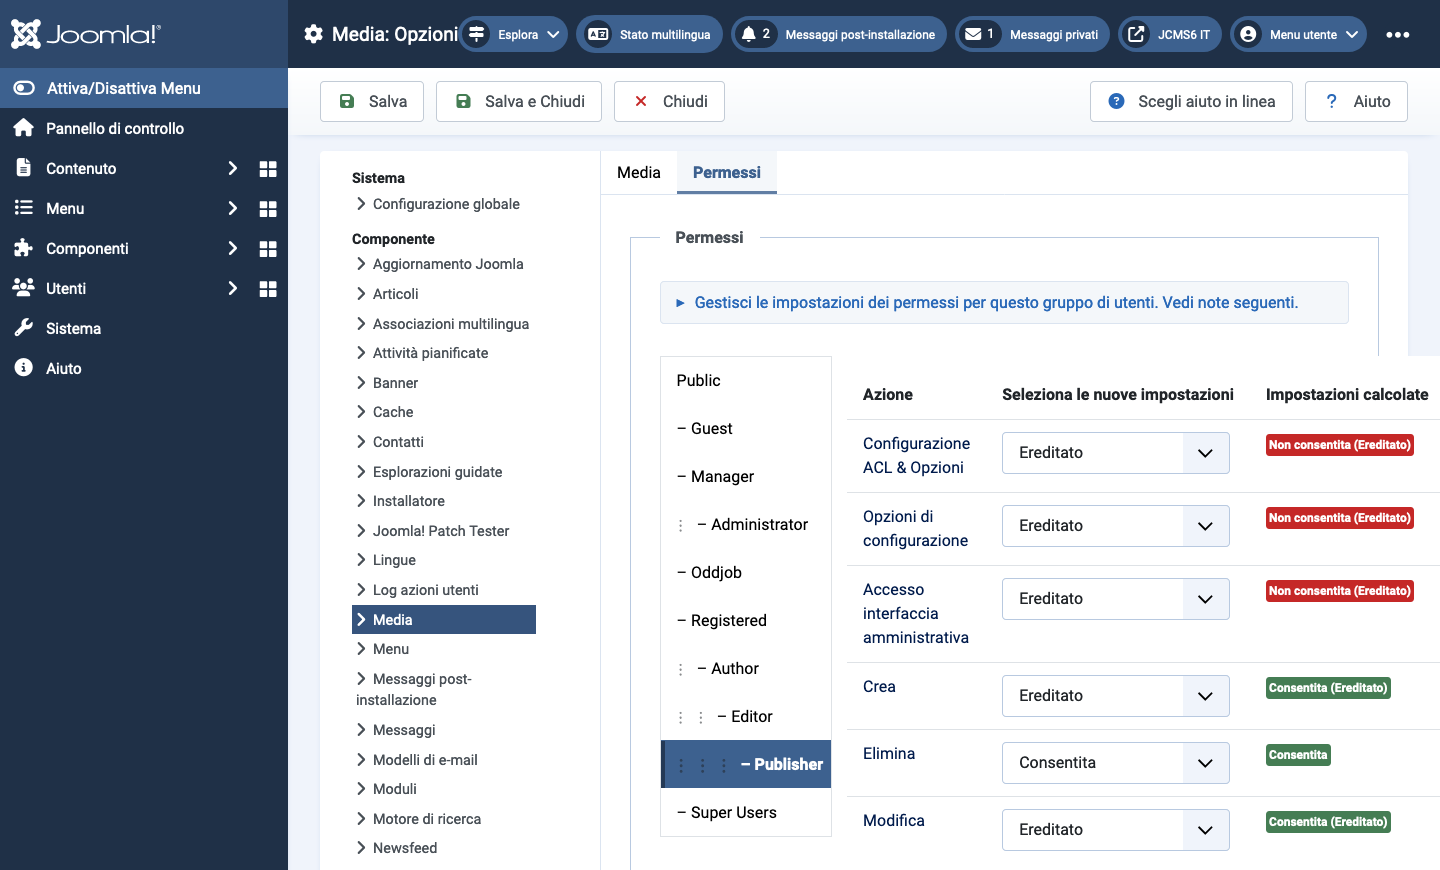 Joomla!®
Media: Opzioni
Esplora
Stato multilingua
2 Messaggi post-installazione
1 Messaggi privati
JCMS6 IT
Menu utente
Attiva/Disattiva Menu
Pannello di controllo
Contenuto
Menu
Componenti
Utenti
Sistema
Aiuto
Salva
Salva e Chiudi
Chiudi
Scegli aiuto in linea
Aiuto
Sistema
Configurazione globale
Componente
Aggiornamento Joomla
Articoli
Associazioni multilingua
Attività pianificate
Banner
Cache
Contatti
Esplorazioni guidate
Installatore
Joomla! Patch Tester
Lingue
Log azioni utenti
Media
Menu
Messaggi post-
installazione
Messaggi
Modelli di e-mail
Moduli
Motore di ricerca
Newsfeed
Media
Permessi
Permessi
Gestisci le impostazioni dei permessi per questo gruppo di utenti. Vedi note seguenti.
Public
– Guest
– Manager
– Administrator
– Oddjob
– Registered
– Author
– Editor
– Publisher
– Super Users
Azione Seleziona le nuove impostazioni Impostazioni calcolate
Configurazione
ACL & Opzioni
Ereditato
Non consentita (Ereditato)
Opzioni di
configurazione
Ereditato
Non consentita (Ereditato)
Accesso
interfaccia
amministrativa
Ereditato
Non consentita (Ereditato)
Crea
Ereditato
Consentita (Ereditato)
Elimina
Consentita
Consentita
Modifica
Ereditato
Consentita (Ereditato)